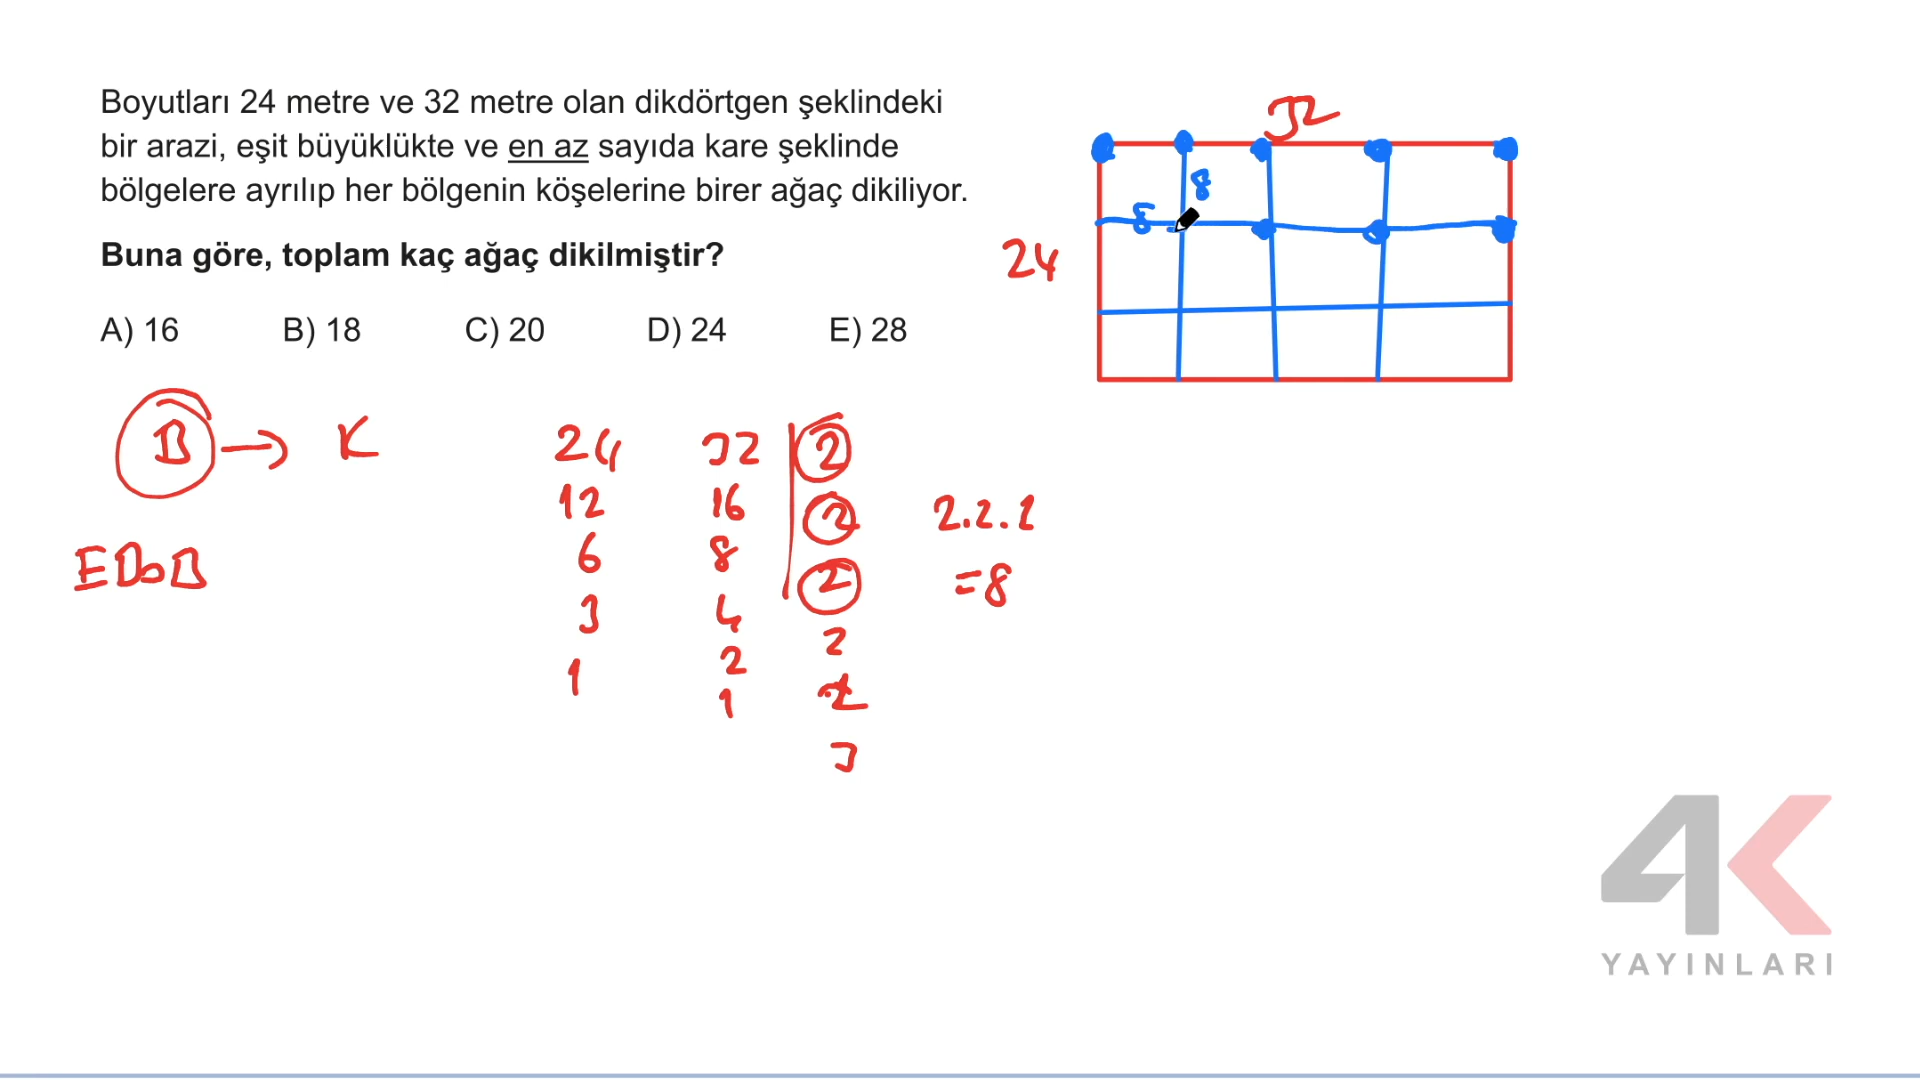 Boyutları 24 metre ve 32 metre olan dikdörtgen şeklindeki
bir arazi, eşit büyüklükte ve en az sayıda kare şeklinde
bölgelere ayrılıp her bölgenin köşelerine birer ağaç dikiliyor.
Buna göre, toplam kaç ağaç dikilmiştir?
A) 16 B) 18 C) 20 D) 24 E) 28
32
8
8
24
B → K
EBOB
24 32 2
12 16 2
6 8 2
3 4 2
1 2 2
1 3
2.2.2
=8
4K
YAYINLARI